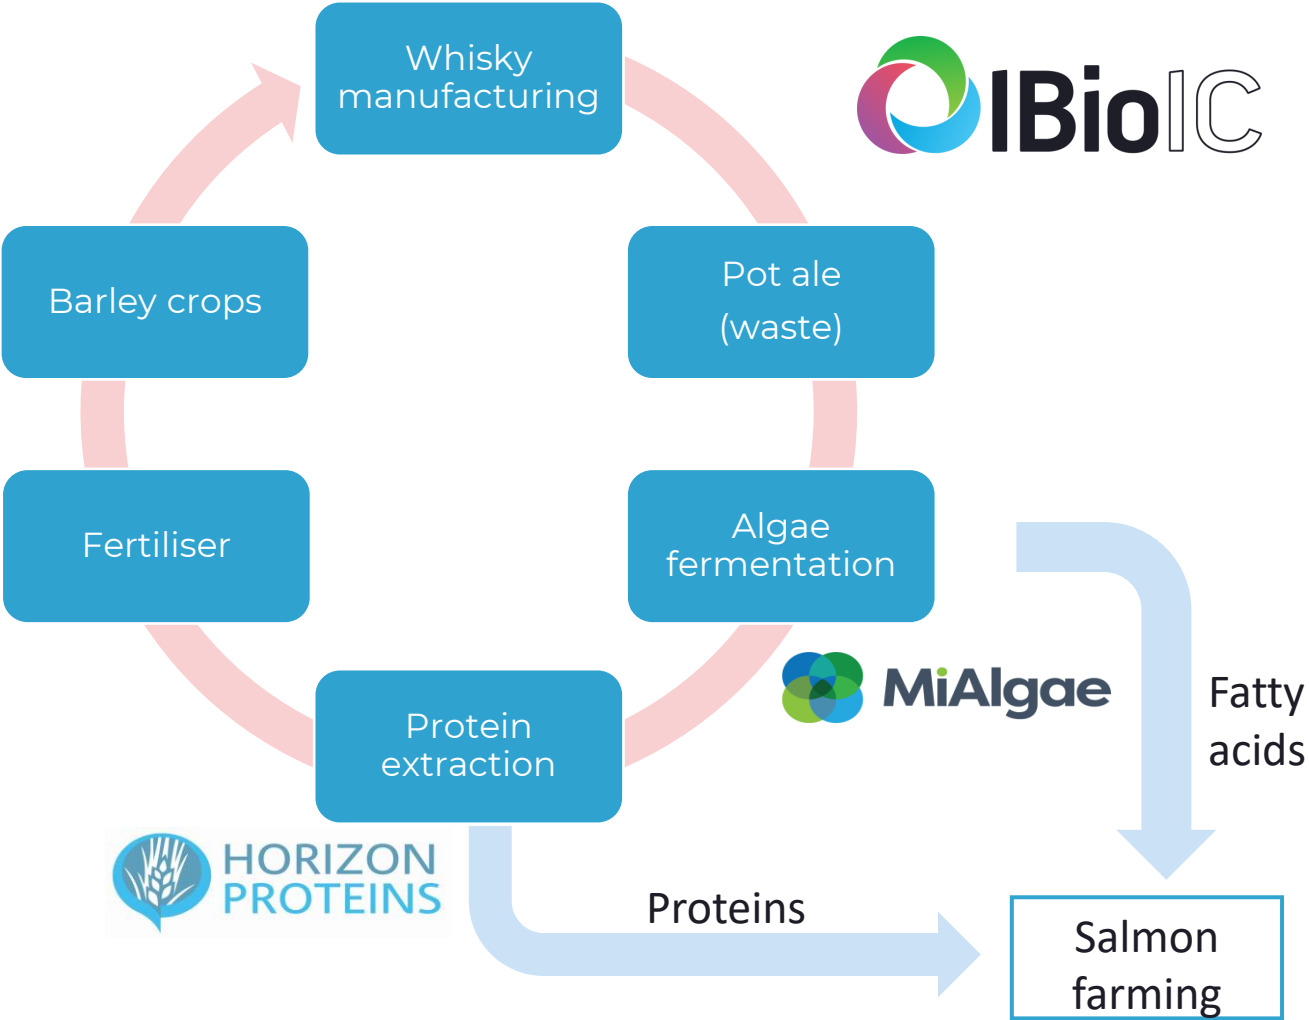 Whisky
manufacturing
IBioIC
Barley crops
Pot ale
(waste)
Fertiliser
Algae
fermentation
MiAlgae
Fatty
acids
Protein
extraction
HORIZON
PROTEINS
Proteins
Salmon
farming